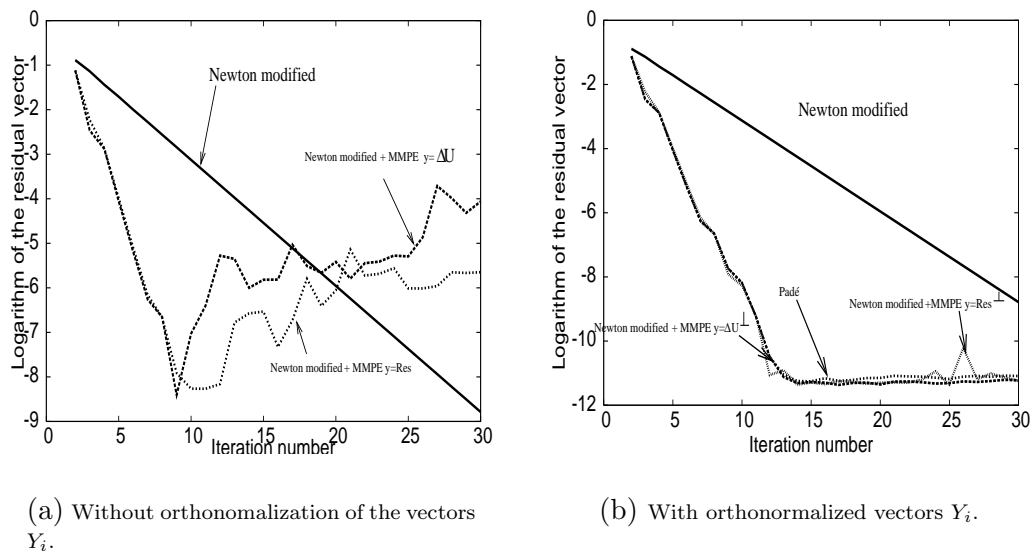 0
-1
-2
-3
-4
-5
-6
-7
-8
-9
0
5
10
15
20
25
30
Logarithm of the residual vector
Iteration number
Newton modified
Newton modified + MMPE y= ΔU
Newton modified + MMPE y=Res
(a) Without orthonomalization of the vectors
Y_i.
0
-2
-4
-6
-8
-10
-12
0
5
10
15
20
25
30
Logarithm of the residual vector
Iteration number
Newton modified
Padé
Newton modified +MMPE y=Res ⊥
Newton modified + MMPE y=ΔU ⊥
(b) With orthonormalized vectors Y_i.